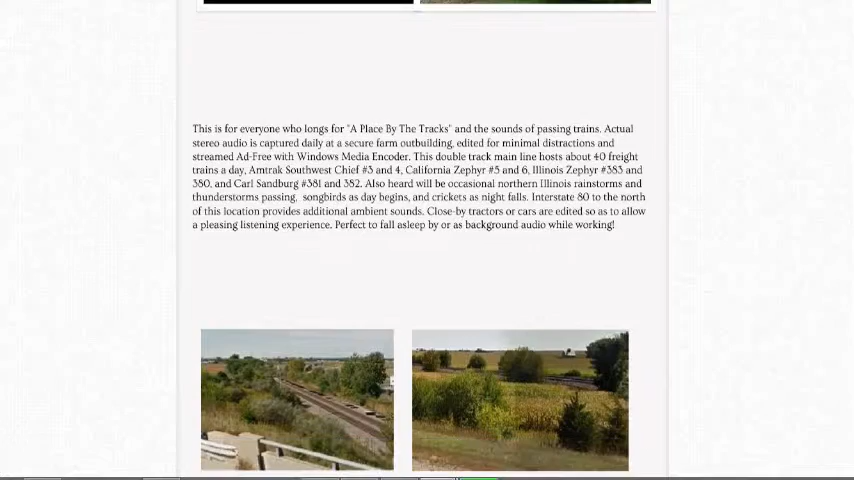 This is for everyone who longs for "A Place By The Tracks" and the sounds of passing trains. Actual
stereo audio is captured daily at a secure farm outbuilding, edited for minimal distractions and
streamed Ad-Free with Windows Media Encoder. This double track main line hosts about 40 freight
trains a day, Amtrak Southwest Chief #3 and 4, California Zephyr #5 and 6, Illinois Zephyr #383 and
380, and Carl Sandburg #381 and 382. Also heard will be occasional northern Illinois rainstorms and
thunderstorms passing, songbirds as day begins, and crickets as night falls. Interstate 80 to the north
of this location provides additional ambient sounds. Close-by tractors or cars are edited so as to allow
a pleasing listening experience. Perfect to fall asleep by or as background audio while working!